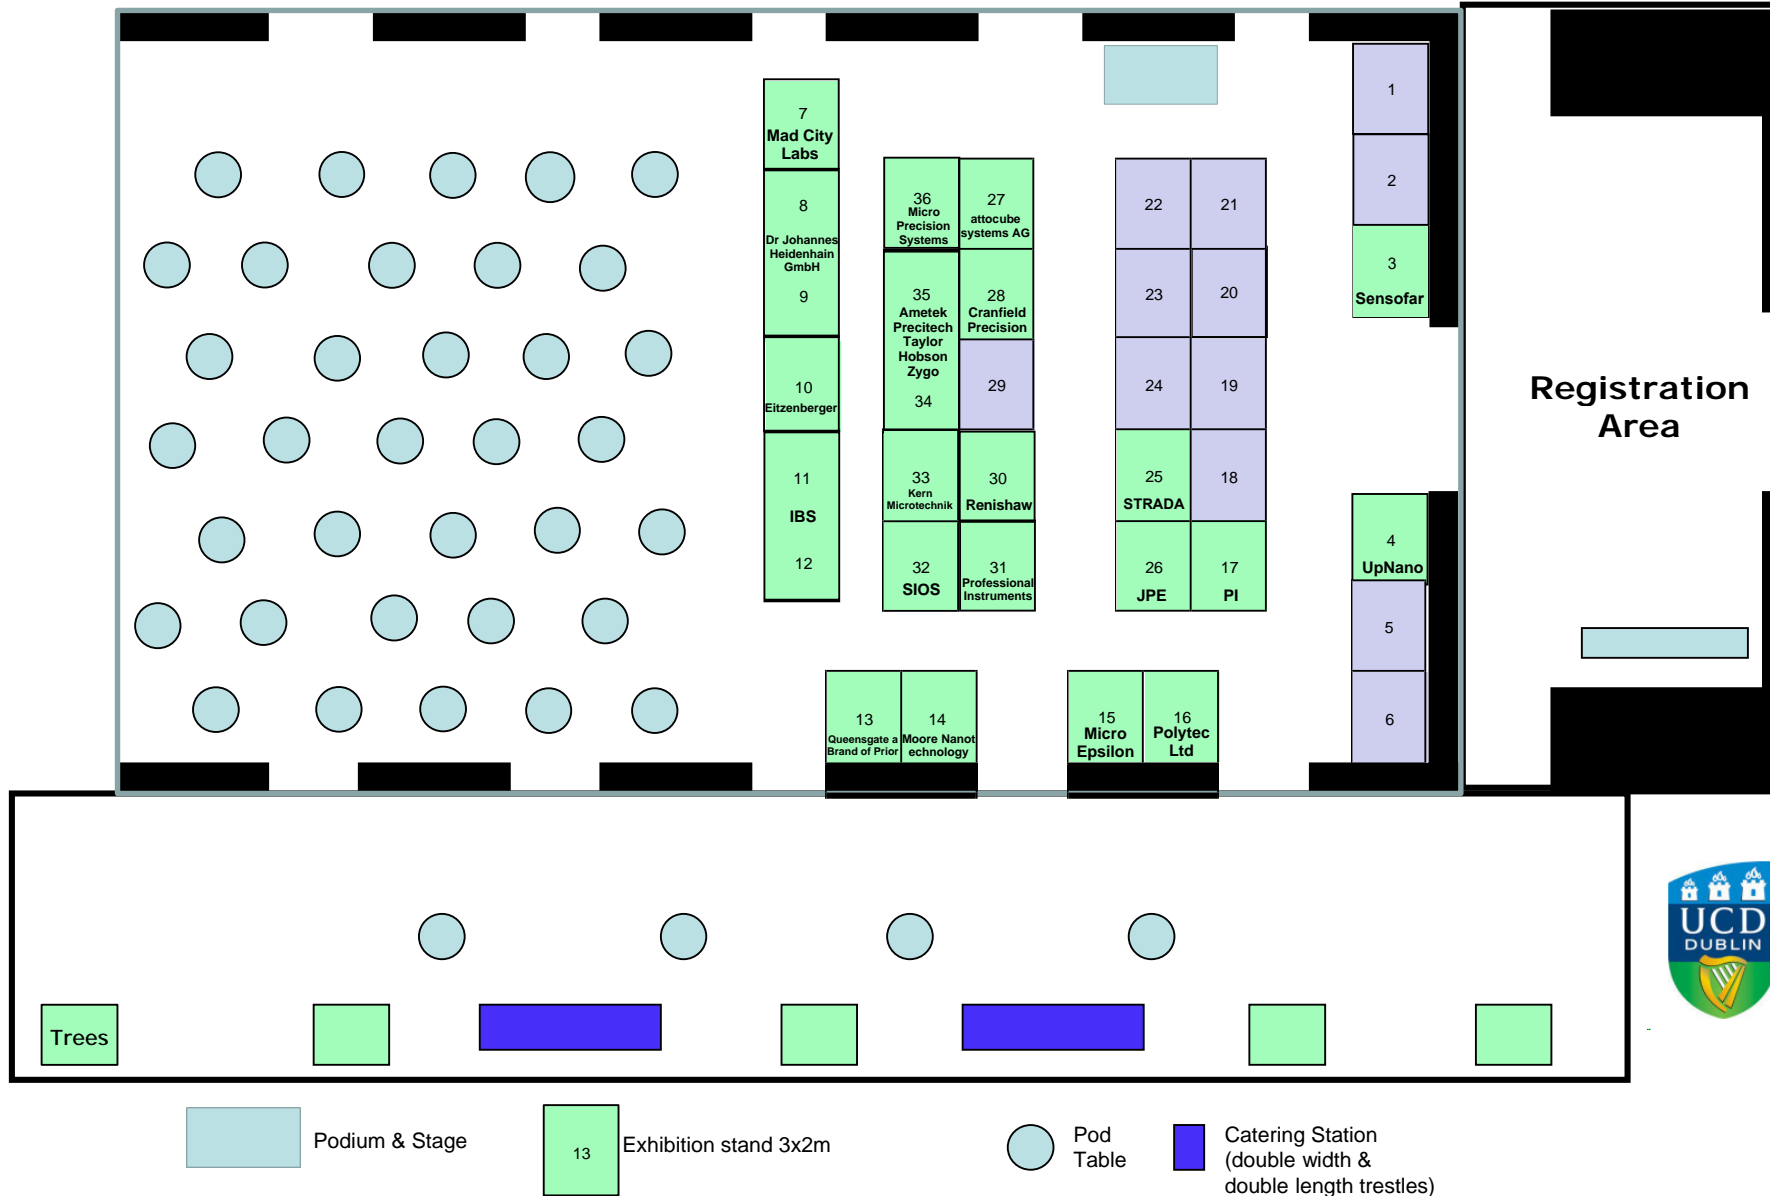 1
2
3
Sensofar
7
Mad City
Labs
8
Dr Johannes
Heidenhain
GmbH
9
10
Eitzenberger
11
IBS
12
36
Micro
Precision
Systems
27
attocube
systems AG
35
Ametek
Precitech
Taylor
Hobson
Zygo
34
28
Cranfield
Precision
29
33
Kern
Microtechnik
30
Renishaw
32
SIOS
31
Professional
Instruments
22
21
23
20
24
19
25
STRADA
18
26
JPE
17
PI
4
UpNano
5
6
13
Queensgate a
Brand of Prior
14
Moore Nanot
echnology
15
Micro
Epsilon
16
Polytec
Ltd
Registration
Area
UCD
DUBLIN
Trees
Podium & Stage
13
Exhibition stand 3x2m
Pod
Table
Catering Station
(double width &
double length trestles)